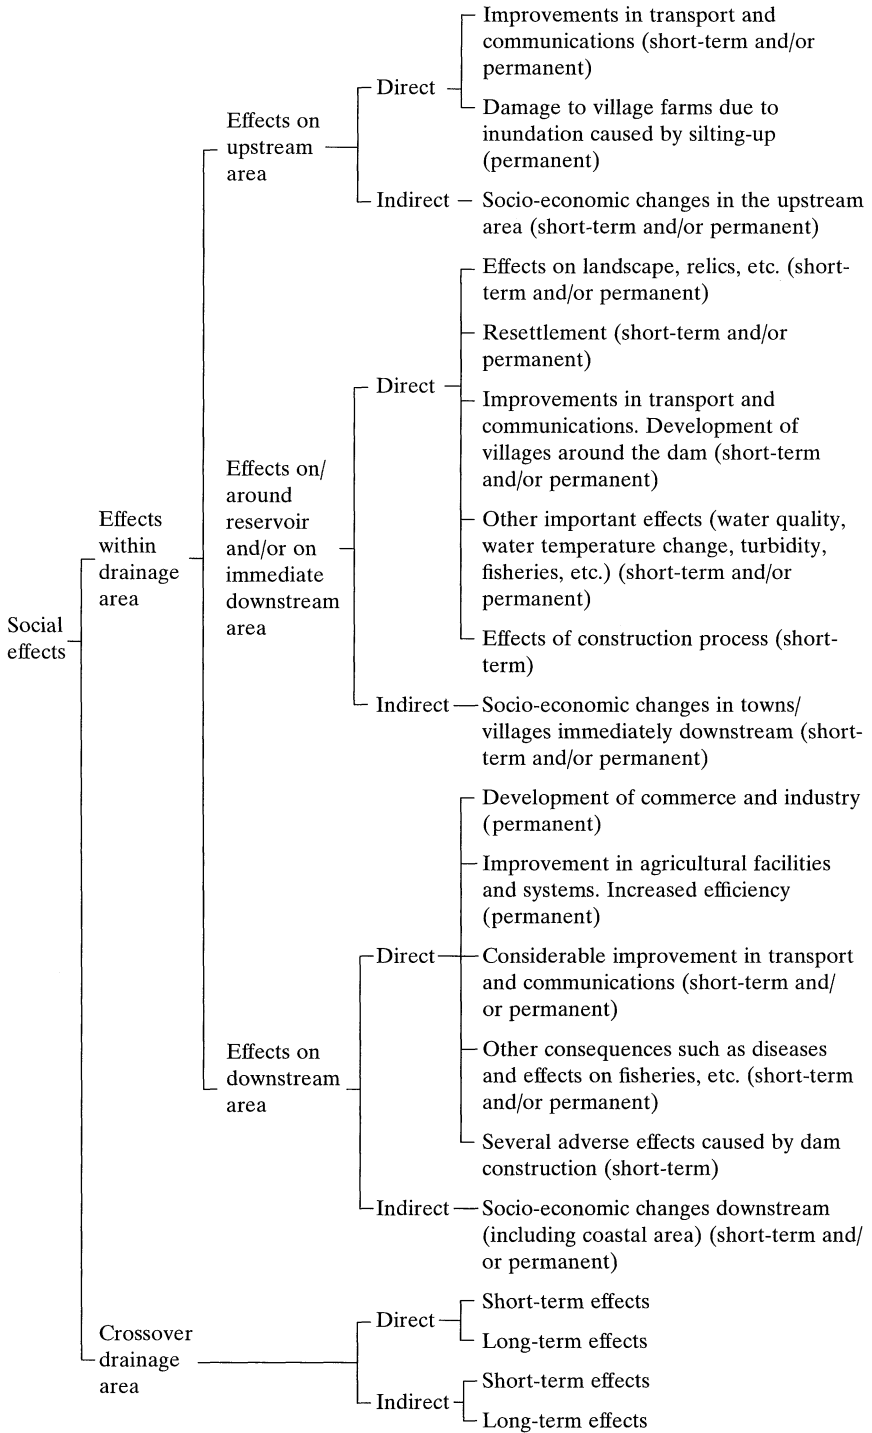 Social
effects
Effects
within
drainage
area
Effects on
upstream
area
Direct
Improvements in transport and
communications (short-term and/or
permanent)
Damage to village farms due to
inundation caused by silting-up
(permanent)
Indirect
Socio-economic changes in the upstream
area (short-term and/or permanent)
Effects on/
around
reservoir
and/or on
immediate
downstream
area
Direct
Effects on landscape, relics, etc. (short-
term and/or permanent)
Resettlement (short-term and/or
permanent)
Improvements in transport and
communications. Development of
villages around the dam (short-term
and/or permanent)
Other important effects (water quality,
water temperature change, turbidity,
fisheries, etc.) (short-term and/or
permanent)
Effects of construction process (short-
term)
Indirect
Socio-economic changes in towns/
villages immediately downstream (short-
term and/or permanent)
Effects on
downstream
area
Direct
Development of commerce and industry
(permanent)
Improvement in agricultural facilities
and systems. Increased efficiency
(permanent)
Considerable improvement in transport
and communications (short-term and/
or permanent)
Other consequences such as diseases
and effects on fisheries, etc. (short-term
and/or permanent)
Several adverse effects caused by dam
construction (short-term)
Indirect
Socio-economic changes downstream
(including coastal area) (short-term and/
or permanent)
Crossover
drainage
area
Direct
Short-term effects
Long-term effects
Indirect
Short-term effects
Long-term effects